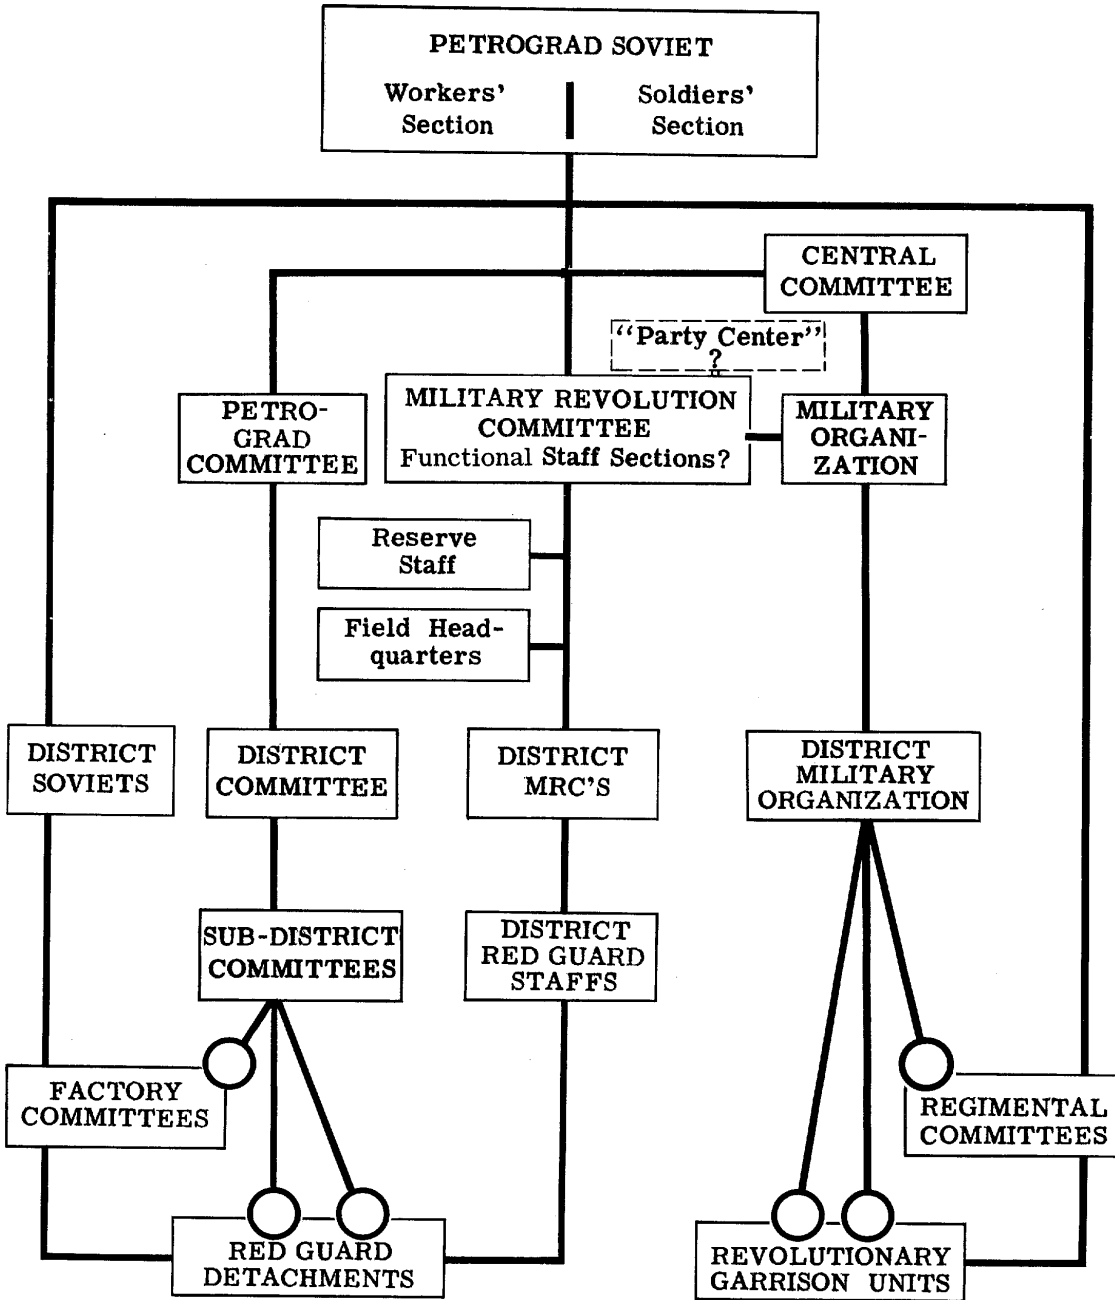 PETROGRAD SOVIET
Workers'
Section
Soldiers'
Section
CENTRAL
COMMITTEE
"Party Center"
?
PETRO-
GRAD
COMMITTEE
MILITARY REVOLUTION
COMMITTEE
Functional Staff Sections?
MILITARY
ORGANI-
ZATION
Reserve
Staff
Field Head-
quarters
DISTRICT
SOVIETS
DISTRICT
COMMITTEE
DISTRICT
MRC'S
DISTRICT
MILITARY
ORGANIZATION
SUB-DISTRICT
COMMITTEES
DISTRICT
RED GUARD
STAFFS
FACTORY
COMMITTEES
REGIMENTAL
COMMITTEES
RED GUARD
DETACHMENTS
REVOLUTIONARY
GARRISON UNITS